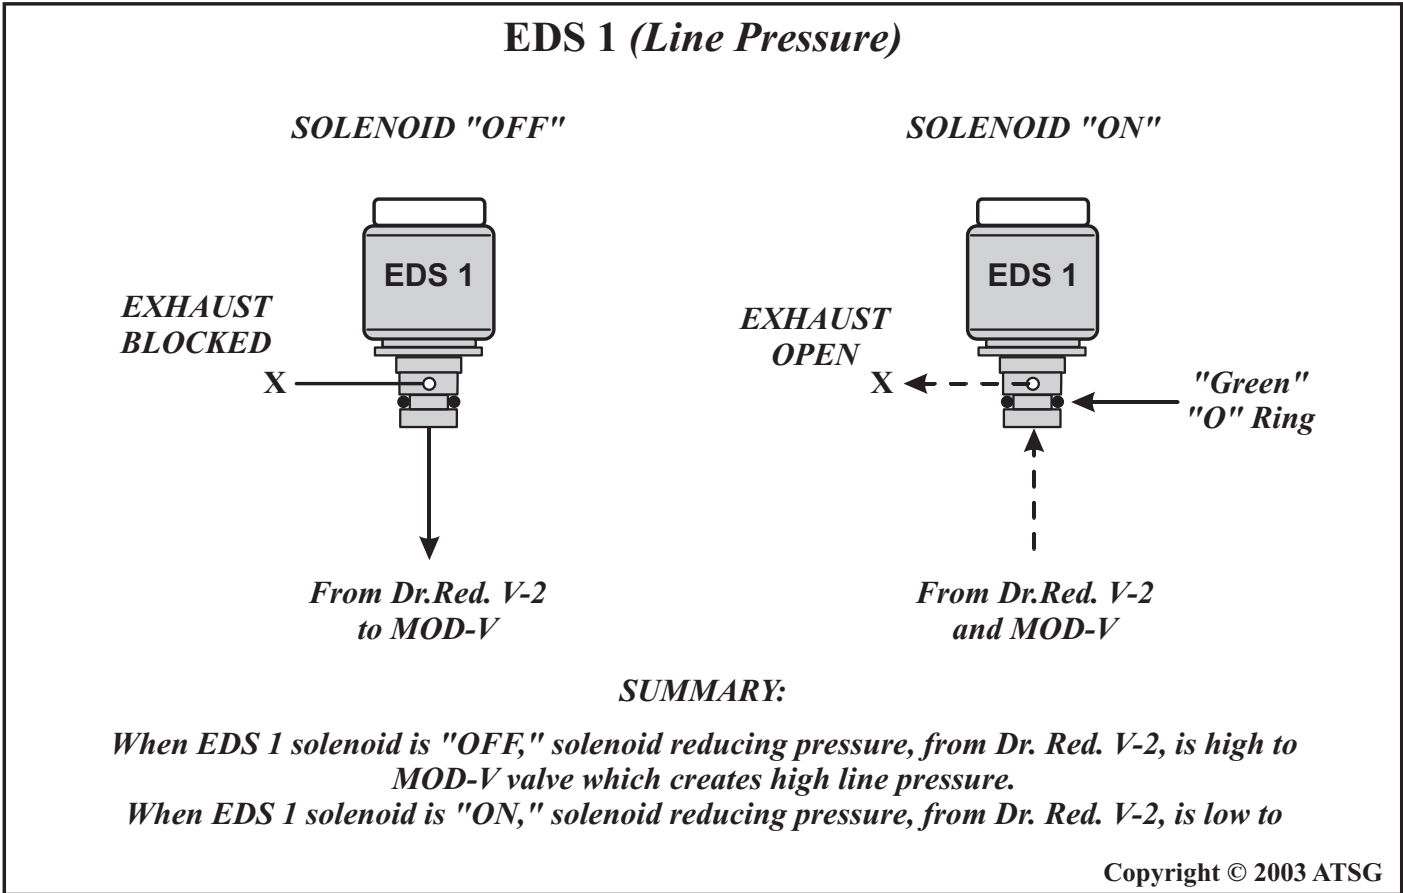 EDS 1 (Line Pressure)
SOLENOID "OFF"
EDS 1
EXHAUST
BLOCKED
X
From Dr.Red. V-2
to MOD-V
SOLENOID "ON"
EDS 1
EXHAUST
OPEN
X
"Green"
"O" Ring
From Dr.Red. V-2
and MOD-V
SUMMARY:
When EDS 1 solenoid is "OFF," solenoid reducing pressure, from Dr. Red. V-2, is high to
MOD-V valve which creates high line pressure.
When EDS 1 solenoid is "ON," solenoid reducing pressure, from Dr. Red. V-2, is low to
Copyright © 2003 ATSG